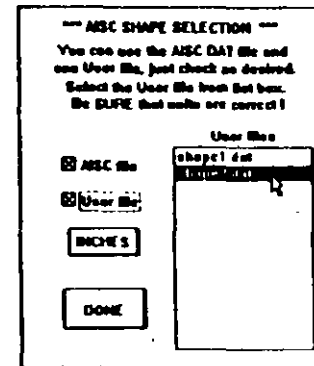 *** AISC SHAPE SELECTION ***
You can use the AISC DAT file and
one User file, just check as desired.
Select the User file from list box.
Be SURE that units are correct !
User files
AISC file
shape1 dat
User file
INCHES
DONE